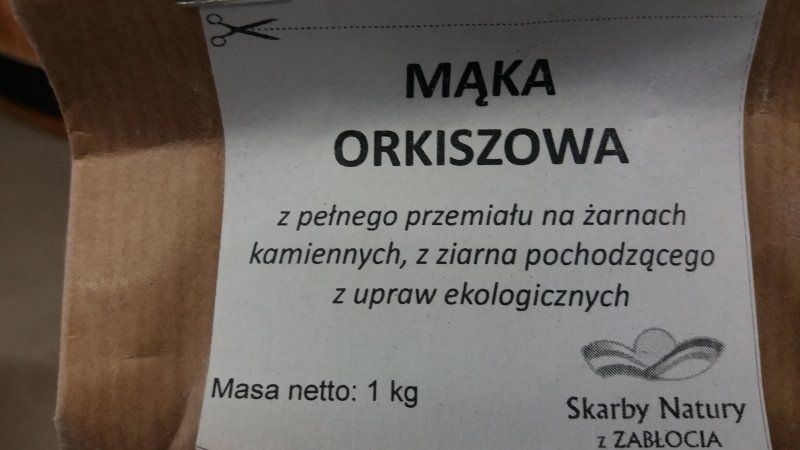 MĄKA
ORKISZOWA
z pełnego przemiału na żarnach
kamiennych, z ziarna pochodzącego
z upraw ekologicznych
Masa netto: 1 kg
Skarby Natury
z ZABŁOCIA